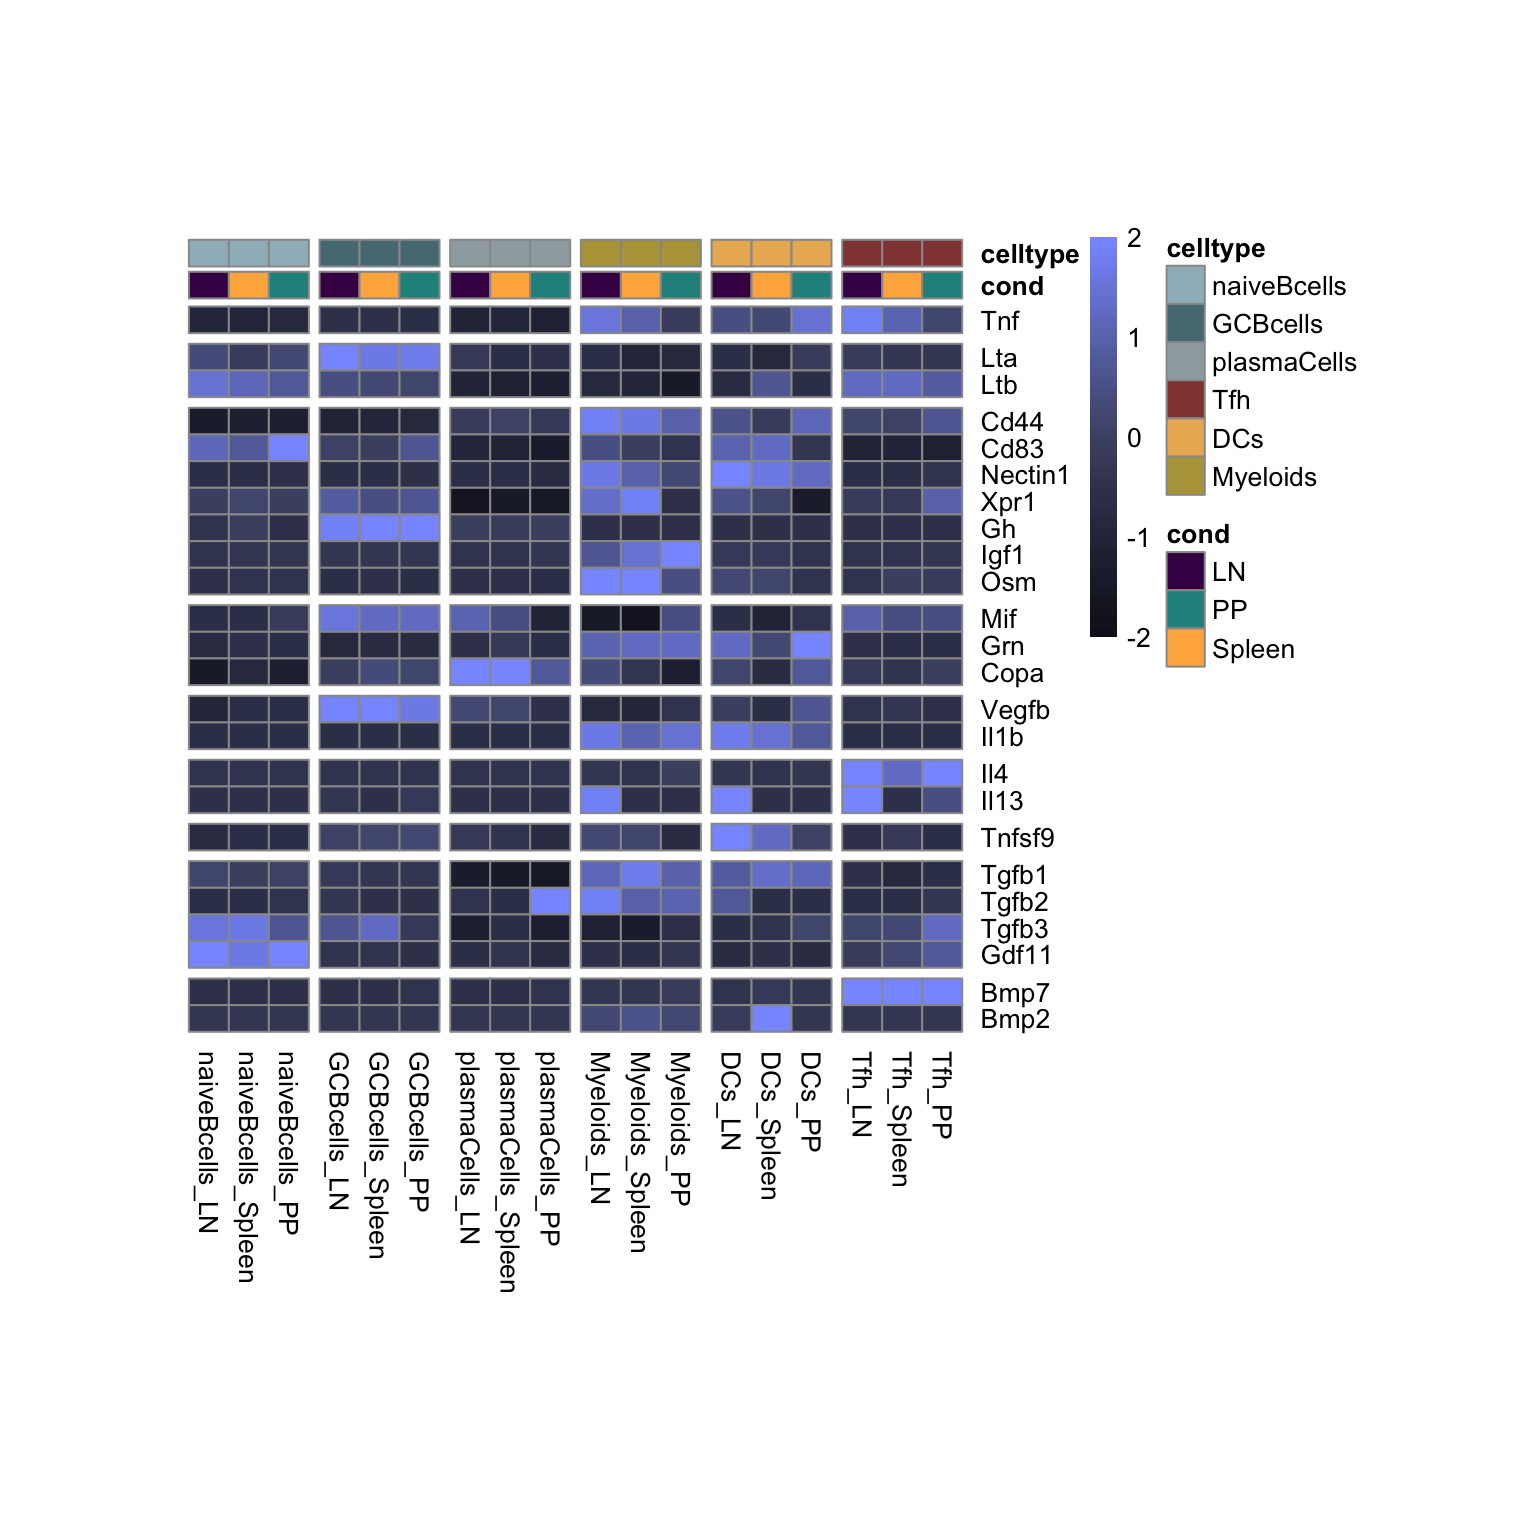 celltype
cond
Tnf
Lta
Ltb
Cd44
Cd83
Nectin1
Xpr1
Gh
Igf1
Osm
Mif
Grn
Copa
Vegfb
Il1b
Il4
Il13
Tnfsf9
Tgfb1
Tgfb2
Tgfb3
Gdf11
Bmp7
Bmp2
naiveBcells_LN
naiveBcells_Spleen
naiveBcells_PP
GCBcells_LN
GCBcells_Spleen
GCBcells_PP
plasmaCells_LN
plasmaCells_Spleen
plasmaCells_PP
Myeloids_LN
Myeloids_Spleen
Myeloids_PP
DCs_LN
DCs_Spleen
DCs_PP
Tfh_LN
Tfh_Spleen
Tfh_PP
2
1
0
-1
-2
celltype
naiveBcells
GCBcells
plasmaCells
Tfh
DCs
Myeloids
cond
LN
PP
Spleen